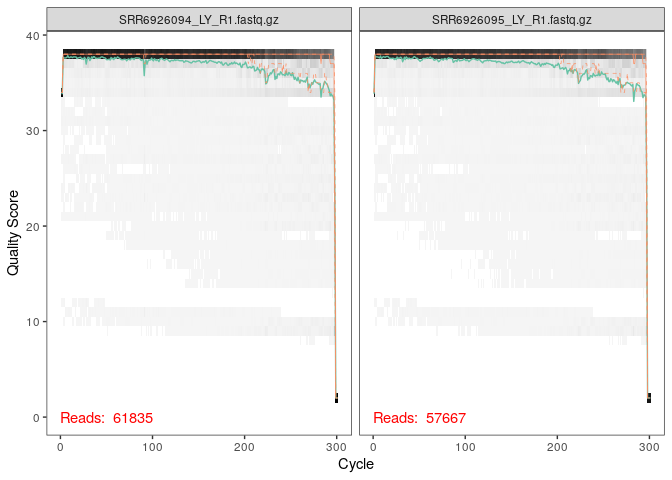 SRR6926094_LY_R1.fastq.gz
SRR6926095_LY_R1.fastq.gz
40
30
20
10
0
Quality Score
Reads: 61835
Reads: 57667
0 100 200 300
0 100 200 300
Cycle